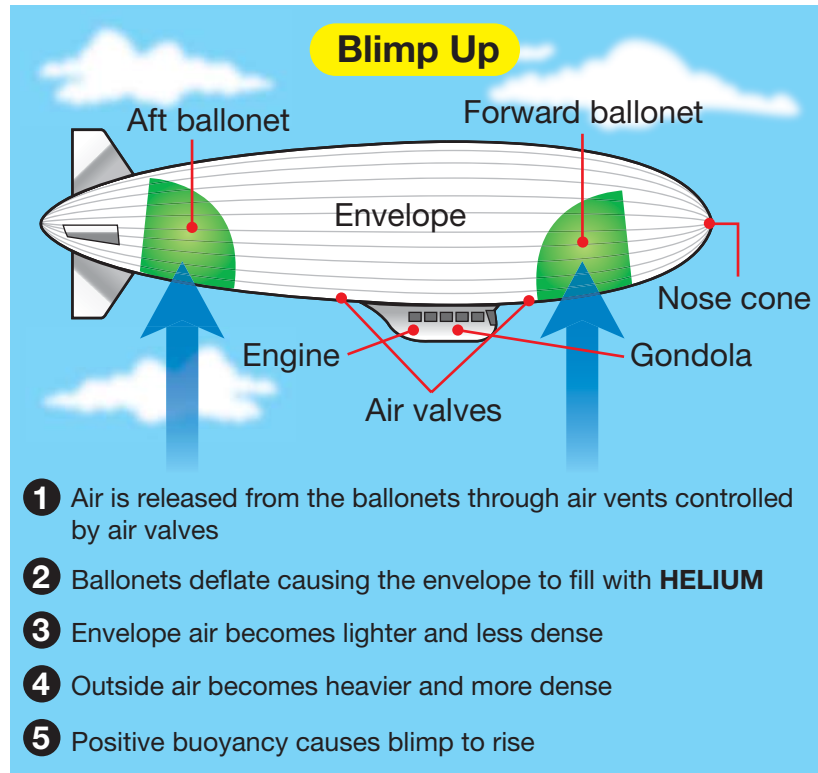 Blimp Up
Aft ballonet
Forward ballonet
Envelope
Nose cone
Engine
Gondola
Air valves
1 Air is released from the ballonets through air vents controlled
by air valves
2 Ballonets deflate causing the envelope to fill with HELIUM
3 Envelope air becomes lighter and less dense
4 Outside air becomes heavier and more dense
5 Positive buoyancy causes blimp to rise